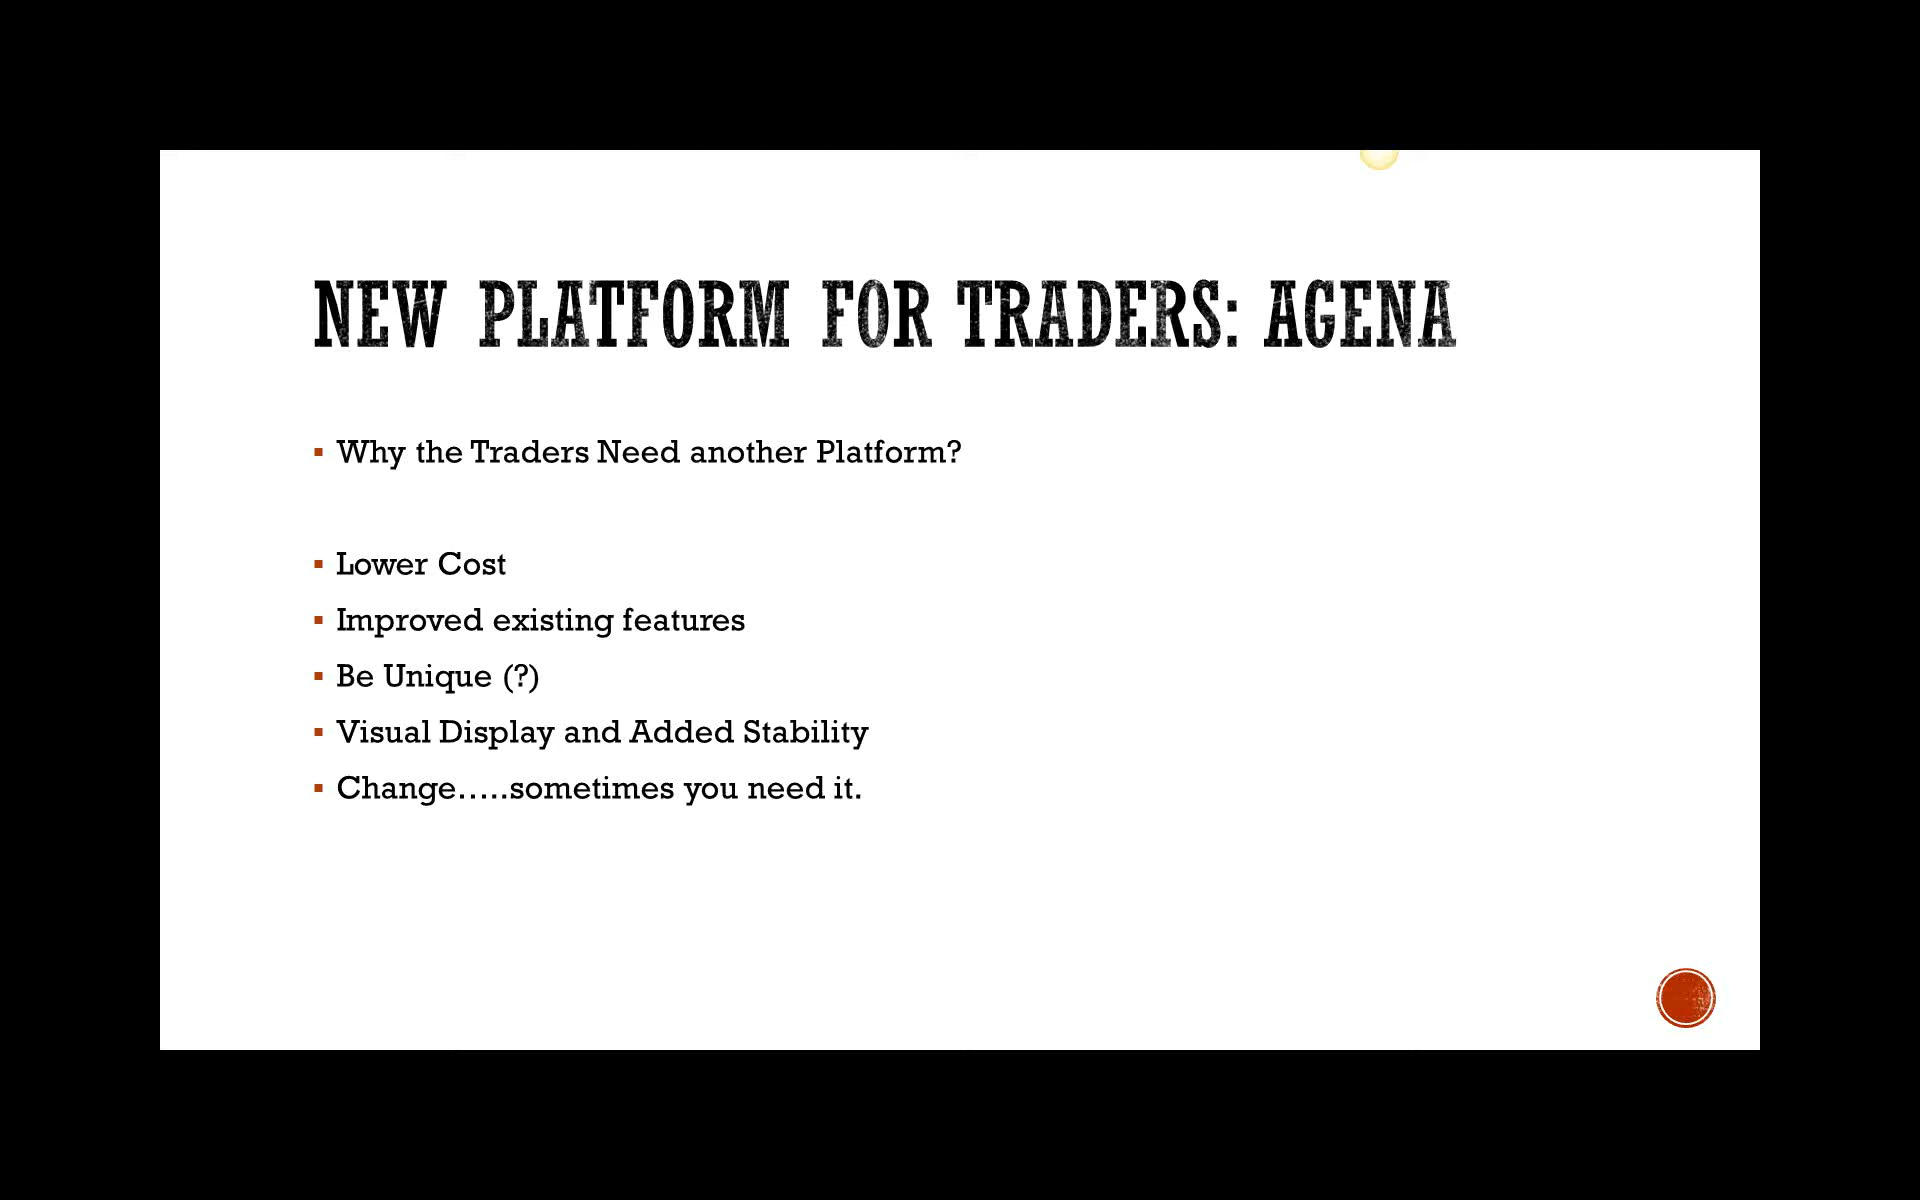 NEW PLATFORM FOR TRADERS: AGENA
Why the Traders Need another Platform?
Lower Cost
Improved existing features
Be Unique (?)
Visual Display and Added Stability
Change.....sometimes you need it.